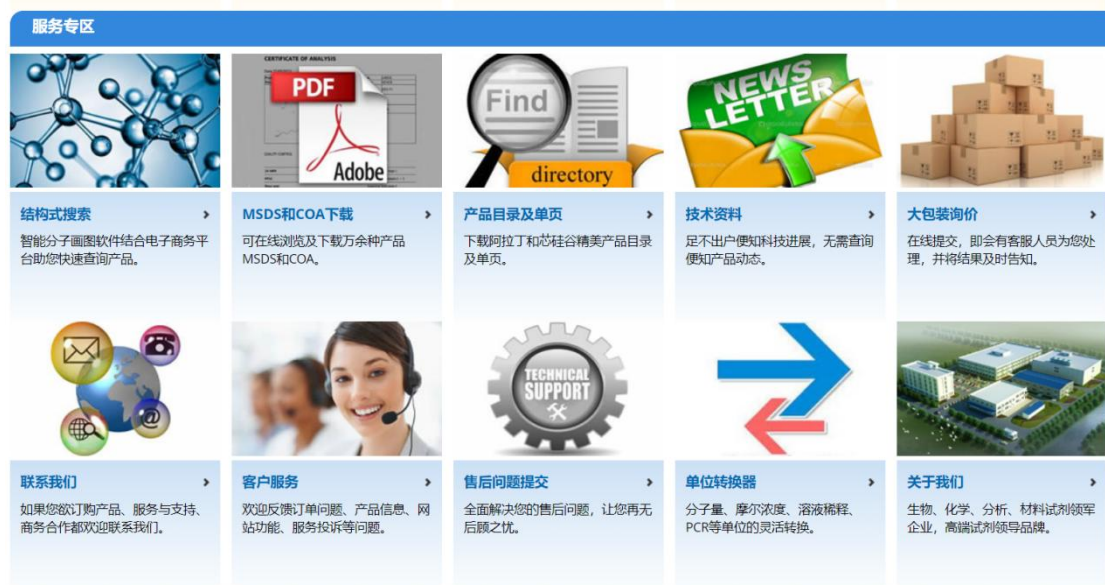 服务专区
CERTIFICATE OF ANALYSIS
PDF
Adobe
Find
directory
NEWS
LETTER
结构式搜索
智能分子画图软件结合电子商务平
台助您快速查询产品。
MSDS和COA下载
可在线浏览及下载万余种产品
MSDS和COA。
产品目录及单页
下载阿拉丁和芯硅谷精美产品目录
及单页。
技术资料
足不出户便知科技进展，无需查询
便知产品动态。
大包装询价
在线提交，即会有客服人员为您处
理，并将结果及时告知。
@
TECHNICAL
SUPPORT
联系我们
如果您欲订购产品、服务与支持、
商务合作都欢迎联系我们。
客户服务
欢迎反馈订单问题、产品信息、网
站功能、服务投诉等问题。
售后问题提交
全面解决您的售后问题，让您再无
后顾之忧。
单位转换器
分子量、摩尔浓度、溶液稀释、
PCR等单位的灵活转换。
关于我们
生物、化学、分析、材料试剂领军
企业，高端试剂领导品牌。